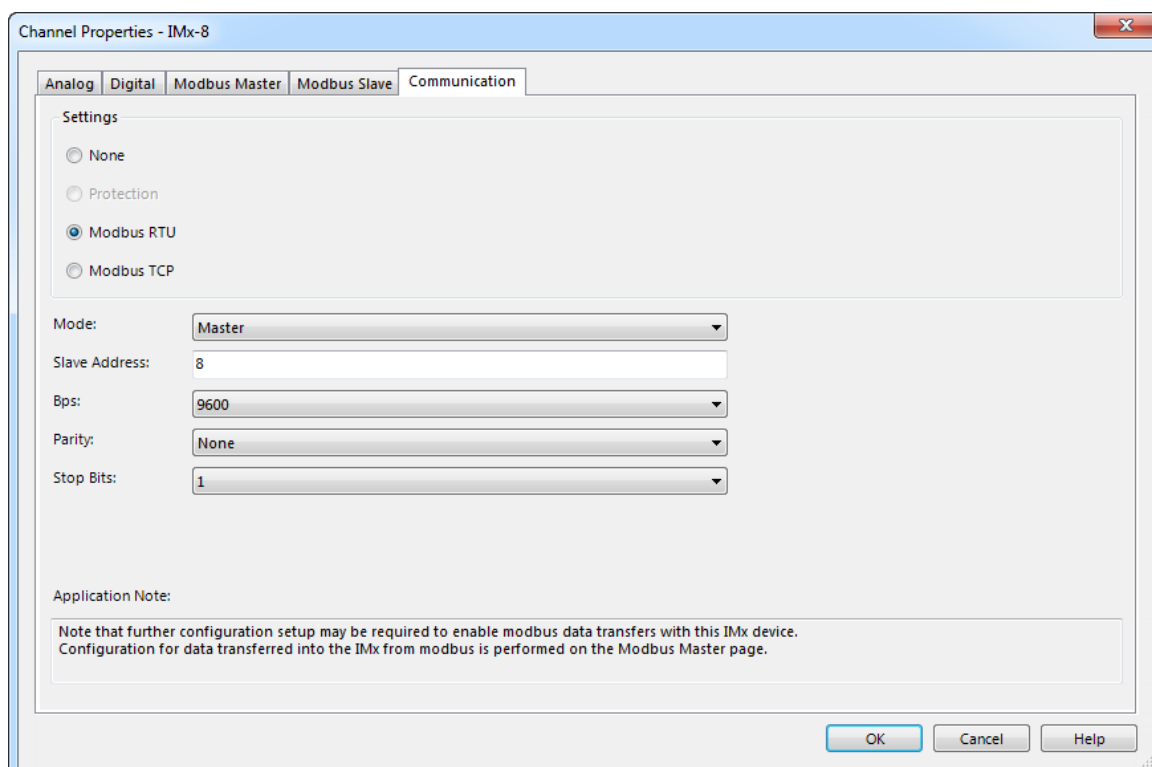 Channel Properties - IMx-8
X
Analog Digital Modbus Master Modbus Slave Communication
Settings
None
Protection
Modbus RTU
Modbus TCP
Mode: Master
Slave Address: 8
Bps: 9600
Parity: None
Stop Bits: 1
Application Note:
Note that further configuration setup may be required to enable modbus data transfers with this IMx device.
Configuration for data transferred into the IMx from modbus is performed on the Modbus Master page.
OK Cancel Help